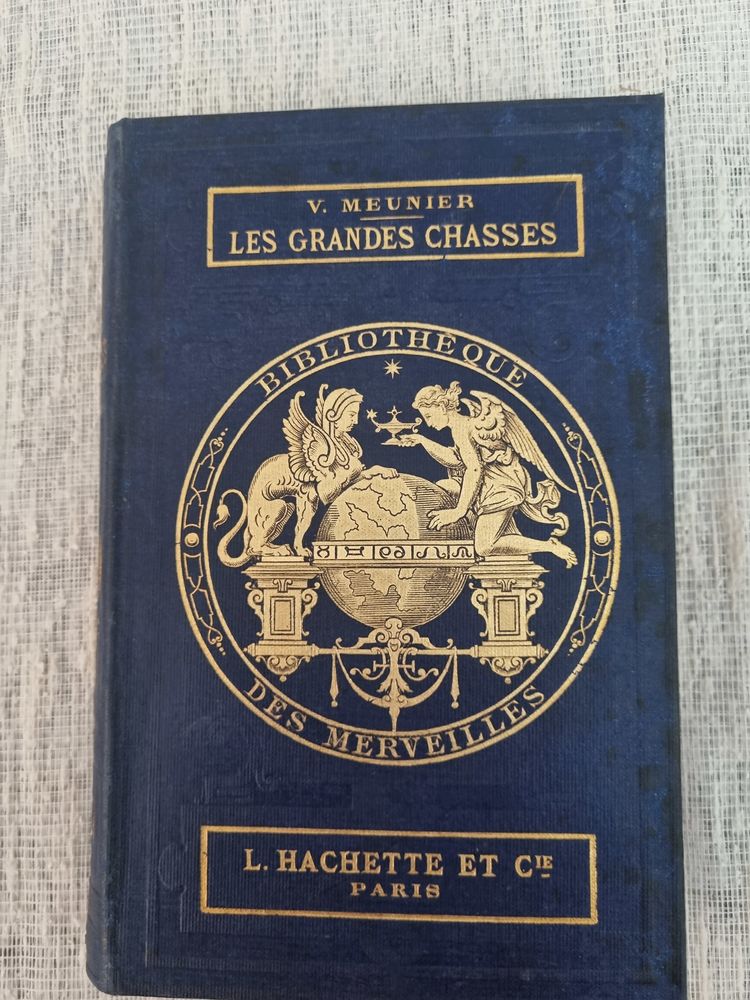 V. MEUNIER
LES GRANDES CHASSES
BIBLIOTHÈQUE
DES MERVEILLES
L. HACHETTE ET CIE
PARIS